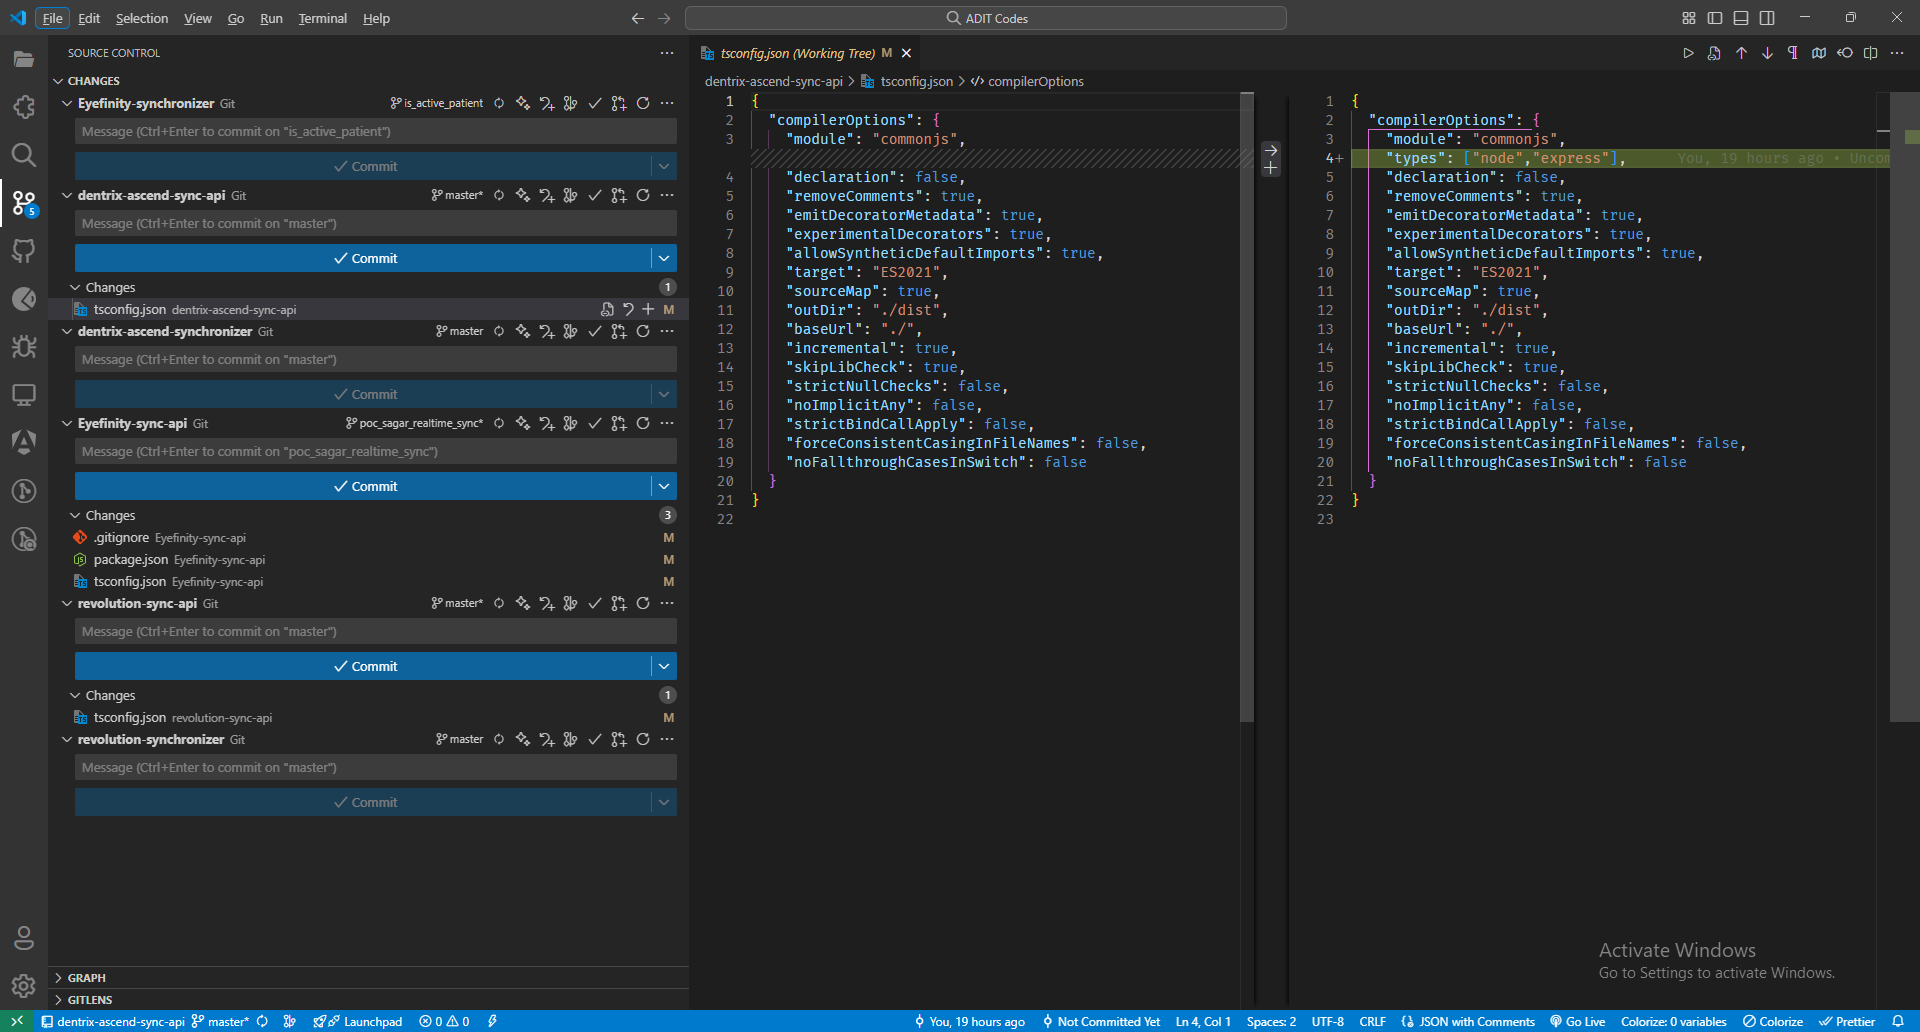 File Edit Selection View Go Run Terminal Help
ADIT Codes
SOURCE CONTROL
CHANGES
Eyefinity-synchronizer Git is_active_patient
Message (Ctrl+Enter to commit on "is_active_patient")
Commit
dentrix-ascend-sync-api Git master*
Message (Ctrl+Enter to commit on "master")
Commit
Changes 1
tsconfig.json dentrix-ascend-sync-api M
dentrix-ascend-synchronizer Git master
Message (Ctrl+Enter to commit on "master")
Commit
Eyefinity-sync-api Git poc_sagar_realtime_sync*
Message (Ctrl+Enter to commit on "poc_sagar_realtime_sync")
Commit
Changes 3
.gitignore Eyefinity-sync-api M
package.json Eyefinity-sync-api M
tsconfig.json Eyefinity-sync-api M
revolution-sync-api Git master*
Message (Ctrl+Enter to commit on "master")
Commit
Changes 1
tsconfig.json revolution-sync-api M
revolution-synchronizer Git master
Message (Ctrl+Enter to commit on "master")
Commit
GRAPH
GITLENS
5
tsconfig.json (Working Tree) M
dentrix-ascend-sync-api > tsconfig.json > compilerOptions
1 {
2 "compilerOptions": {
3 "module": "commonjs",
4 "declaration": false,
5 "removeComments": true,
6 "emitDecoratorMetadata": true,
7 "experimentalDecorators": true,
8 "allowSyntheticDefaultImports": true,
9 "target": "ES2021",
10 "sourceMap": true,
11 "outDir": "./dist",
12 "baseUrl": "./",
13 "incremental": true,
14 "skipLibCheck": true,
15 "strictNullChecks": false,
16 "noImplicitAny": false,
17 "strictBindCallApply": false,
18 "forceConsistentCasingInFileNames": false,
19 "noFallthroughCasesInSwitch": false
20 }
21 }
22
1 {
2 "compilerOptions": {
3 "module": "commonjs",
4+ "types": ["node","express"], You, 19 hours ago • Uncom
5 "declaration": false,
6 "removeComments": true,
7 "emitDecoratorMetadata": true,
8 "experimentalDecorators": true,
9 "allowSyntheticDefaultImports": true,
10 "target": "ES2021",
11 "sourceMap": true,
12 "outDir": "./dist",
13 "baseUrl": "./",
14 "incremental": true,
15 "skipLibCheck": true,
16 "strictNullChecks": false,
17 "noImplicitAny": false,
18 "strictBindCallApply": false,
19 "forceConsistentCasingInFileNames": false,
20 "noFallthroughCasesInSwitch": false
21 }
22 }
23
Activate Windows
Go to Settings to activate Windows.
dentrix-ascend-sync-api master* Launchpad 0 0 You, 19 hours ago Not Committed Yet Ln 4, Col 1 Spaces: 2 UTF-8 CRLF JSON with Comments Go Live Colorize: 0 variables Colorize Prettier